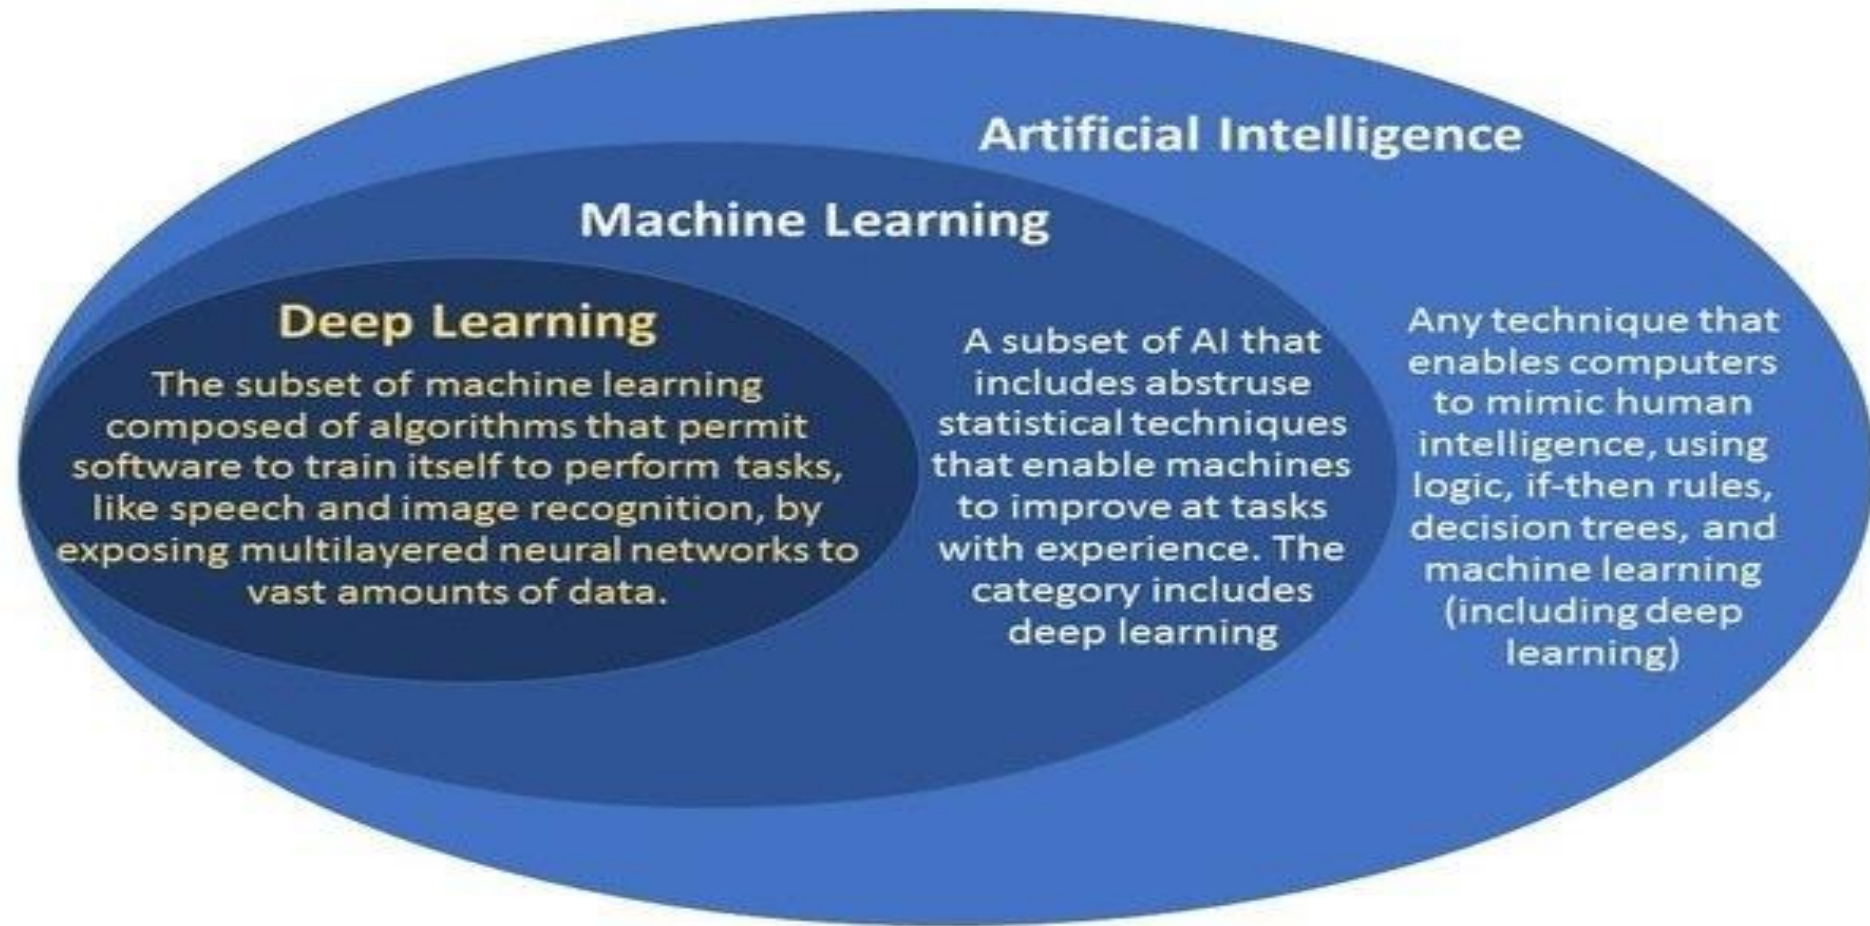 Artificial Intelligence
Machine Learning
Deep Learning
The subset of machine learning
composed of algorithms that permit
software to train itself to perform tasks,
like speech and image recognition, by
exposing multilayered neural networks to
vast amounts of data.
A subset of AI that
includes abstruse
statistical techniques
that enable machines
to improve at tasks
with experience. The
category includes
deep learning
Any technique that
enables computers
to mimic human
intelligence, using
logic, if-then rules,
decision trees, and
machine learning
(including deep
learning)